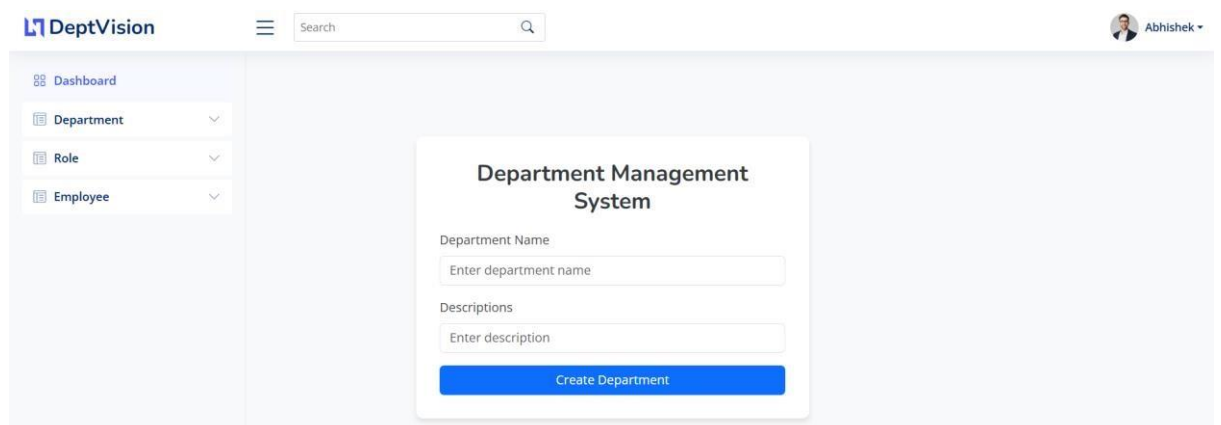 DeptVision
Search
Abhishek
Dashboard
Department
Role
Employee
Department Management
System
Department Name
Enter department name
Descriptions
Enter description
Create Department